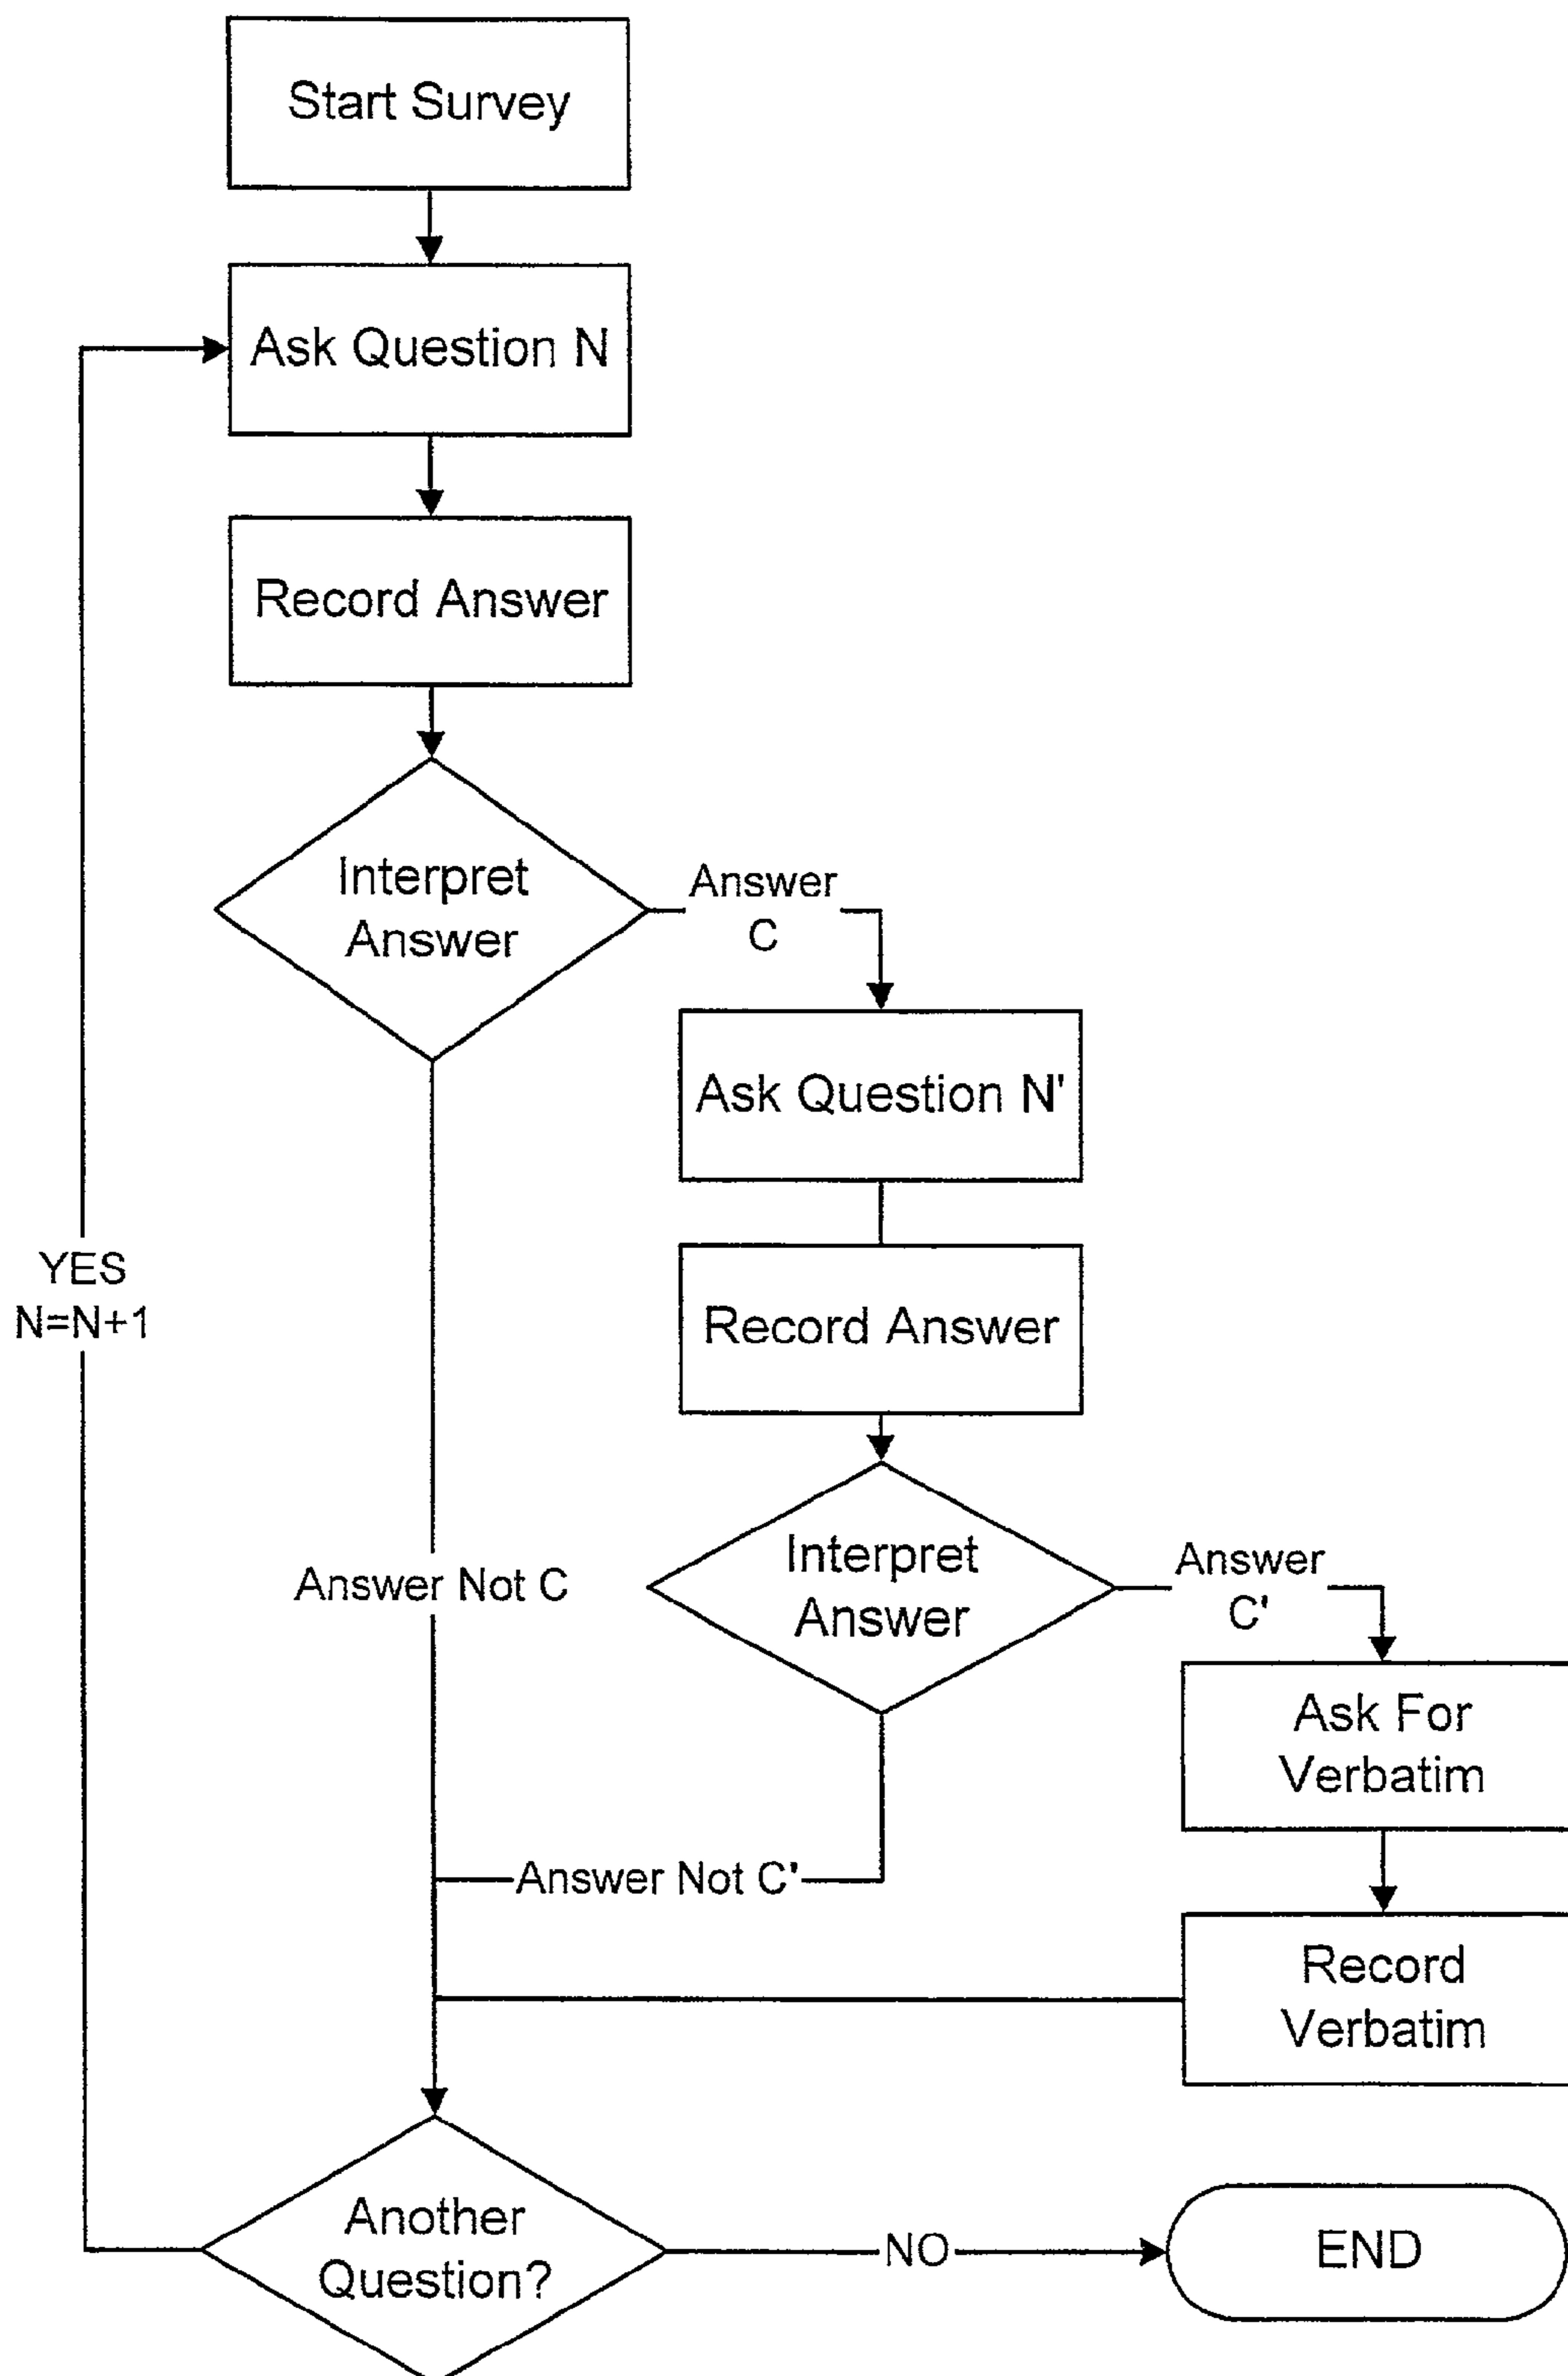 Start Survey
Ask Question N
Record Answer
Interpret
Answer
Answer
C
Ask Question N'
YES
N=N+1
Record Answer
Answer Not C
Interpret
Answer
Answer
C'
Ask For
Verbatim
Answer Not C'
Record
Verbatim
Another
Question?
NO
END